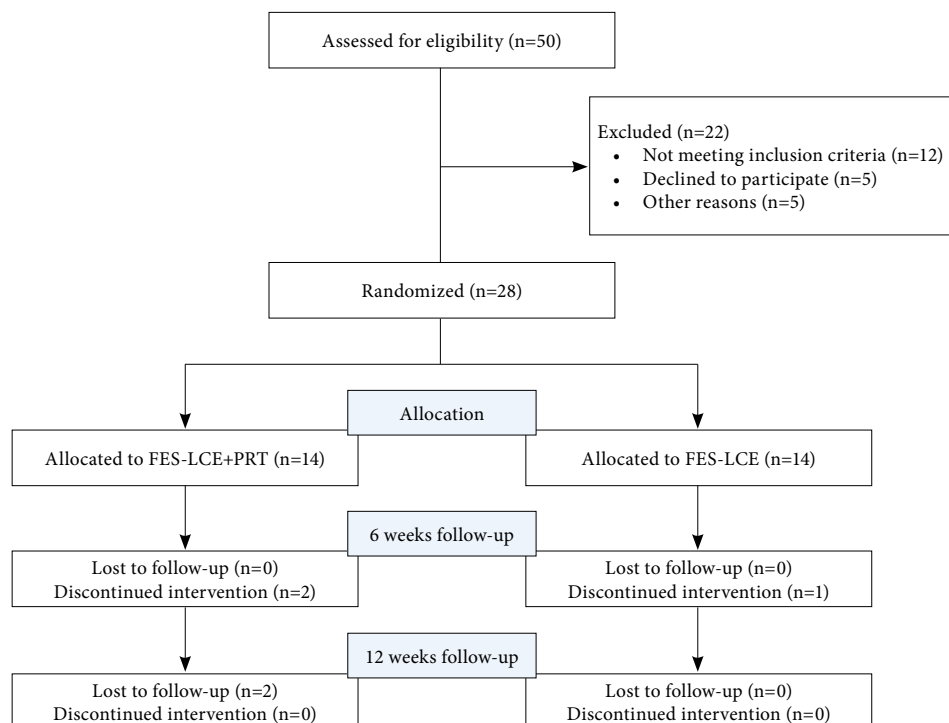 Assessed for eligibility (n=50)
Excluded (n=22)
• Not meeting inclusion criteria (n=12)
• Declined to participate (n=5)
• Other reasons (n=5)
Randomized (n=28)
Allocation
Allocated to FES-LCE+PRT (n=14)
Allocated to FES-LCE (n=14)
6 weeks follow-up
Lost to follow-up (n=0)
Discontinued intervention (n=2)
Lost to follow-up (n=0)
Discontinued intervention (n=1)
12 weeks follow-up
Lost to follow-up (n=2)
Discontinued intervention (n=0)
Lost to follow-up (n=0)
Discontinued intervention (n=0)